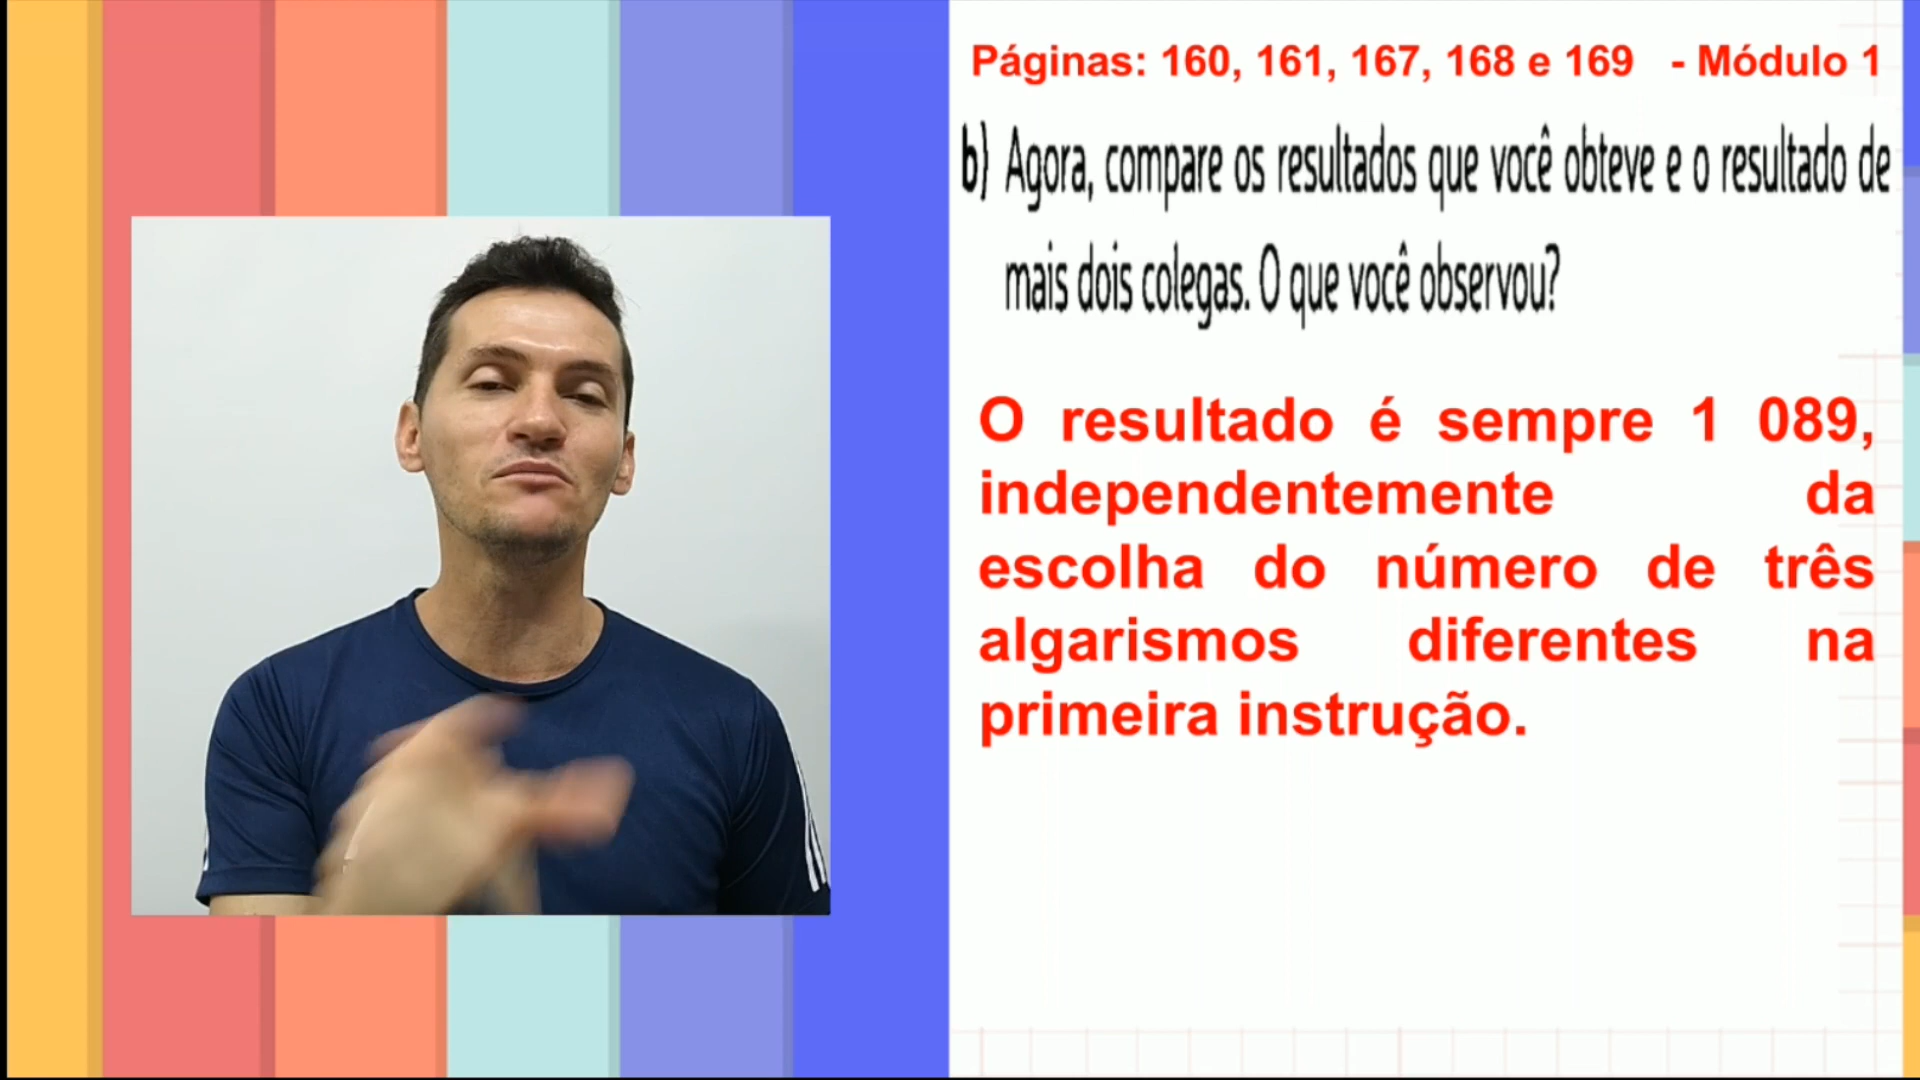 Páginas: 160, 161, 167, 168 e 169 - Módulo 1
b) Agora, compare os resultados que você obteve e o resultado de
mais dois colegas. O que você observou?
O resultado é sempre 1 089,
independentemente da
escolha do número de três
algarismos diferentes na
primeira instrução.